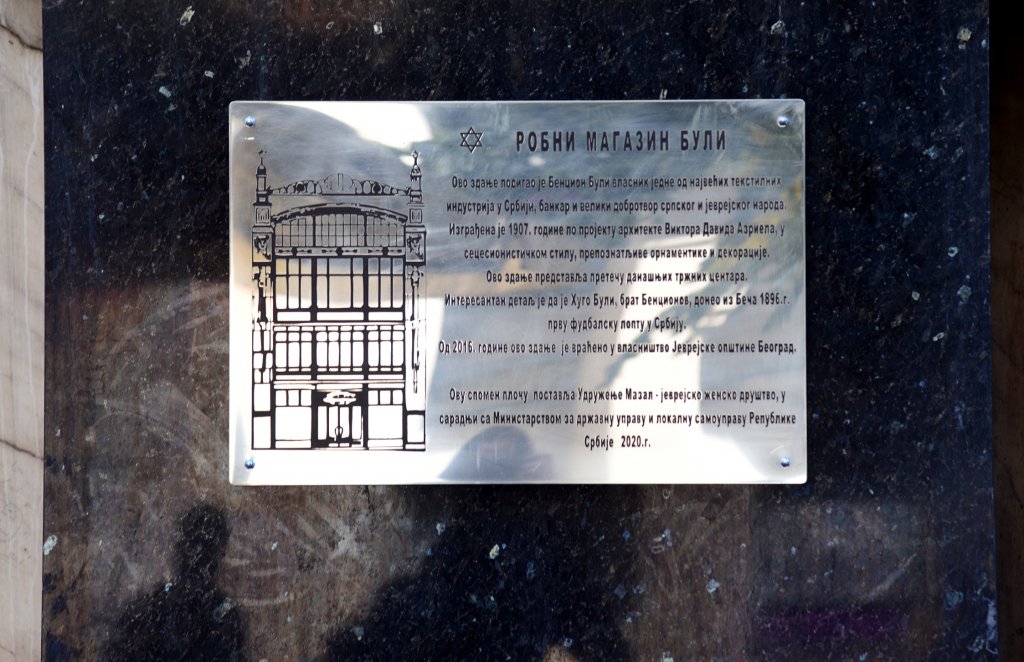 РОБНИ МАГАЗИН БУЛИ
Ово здање подигао је Бенцион Були власник једне од највећих текстилних
индустрија у Србији, банкар и велики добротвор српског и јеврејског народа.
Изграђена је 1907. године по пројекту архитекте Виктора Давида Азриела, у
сецесионистичком стилу, препознатљиве орнаментике и декорације.
Ово здање представља претечу данашњих тржних центара.
Интересантан детаљ је да је Хуго Були, брат Бенционов, донео из Беча 1896.г.
прву фудбалску лопту у Србију.
Од 2016. године ово здање је враћено у власништво Јеврејске општине Београд.
Ову спомен плочу поставља Удружење Мазал - јеврејско женско друштво, у
сарадњи са Министарством за државну управу и локалну самоуправу Републике
Србије 2020.г.